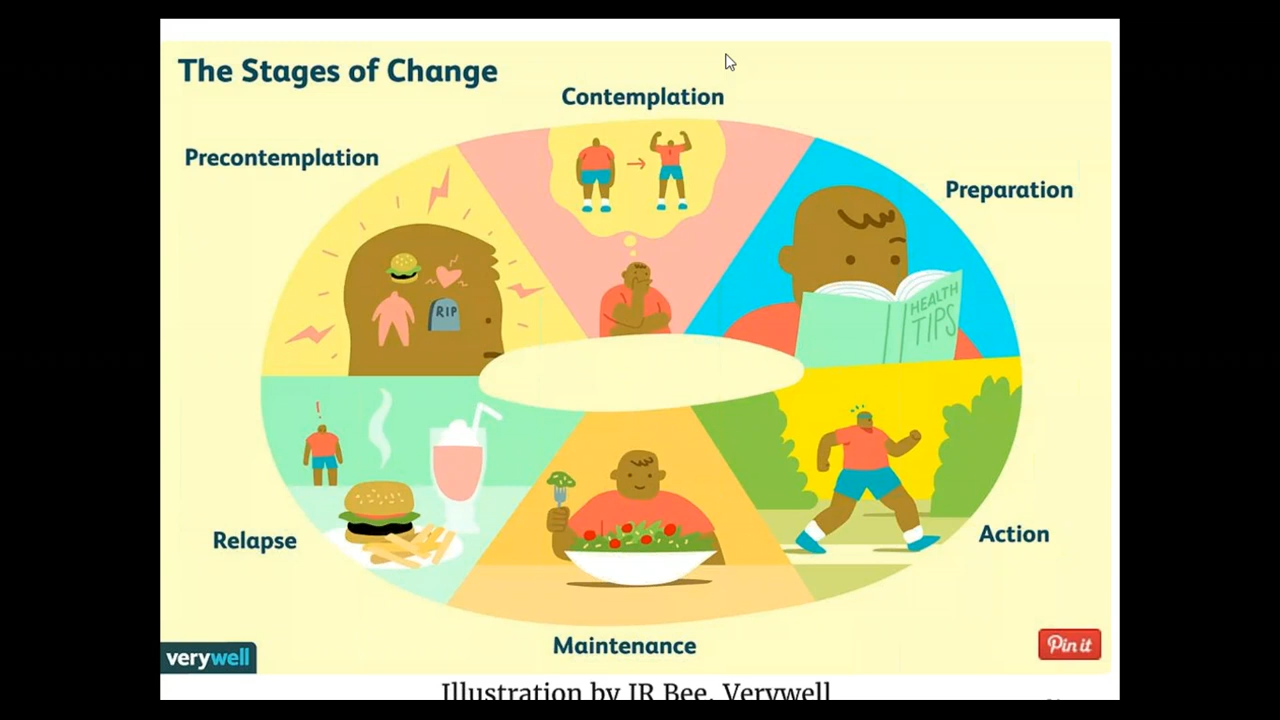 The Stages of Change
Contemplation
Precontemplation
Preparation
RIP
HEALTH
TIPS
Relapse
Action
Maintenance
verywell
Pin it
Illustration by JR Bee, Verywell